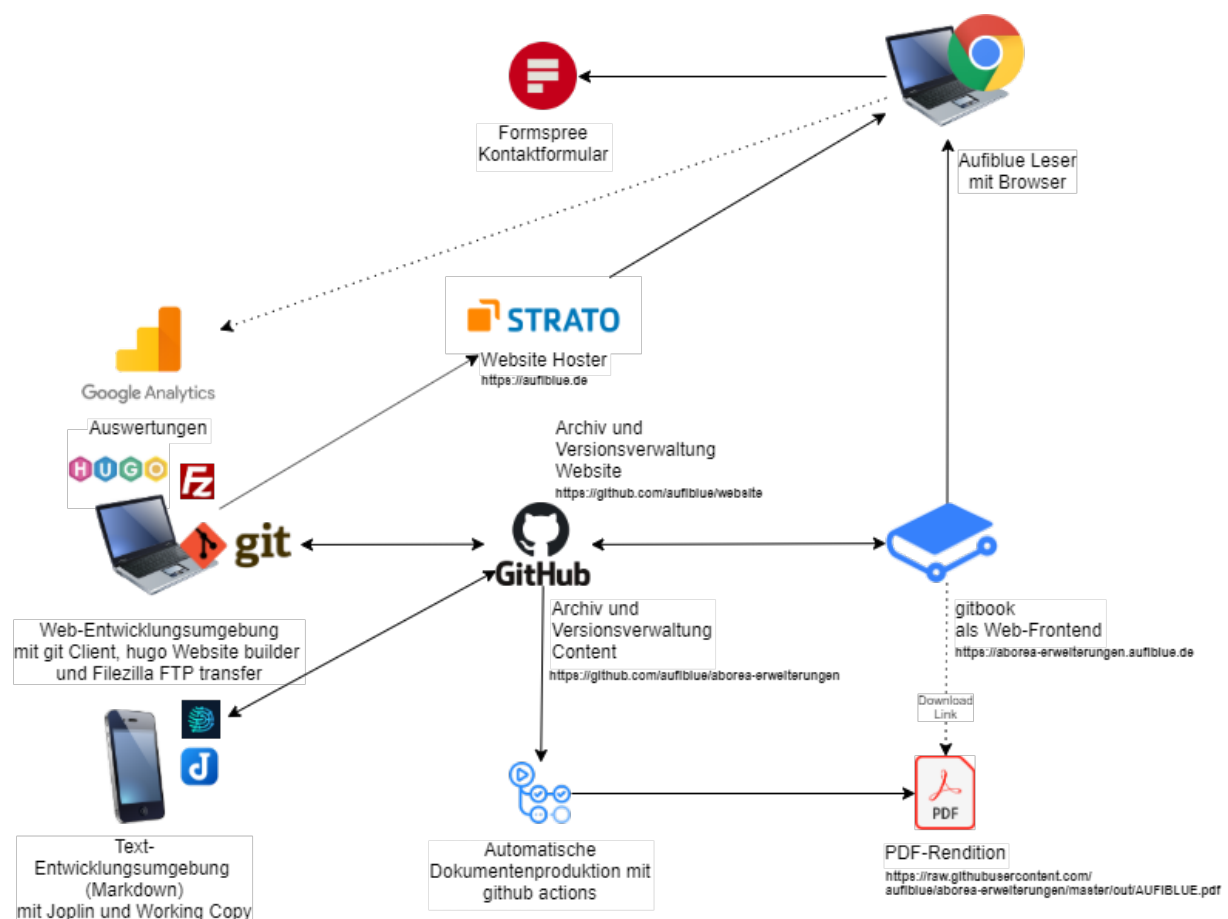 Formspree
Kontaktformular
Aufiblue Leser
mit Browser
STRATO
Website Hoster
https://aufiblue.de
Google Analytics
Auswertungen
HUGO
Fz
git
Archiv und
Versionsverwaltung
Website
https://github.com/aufiblue/website
GitHub
Archiv und
Versionsverwaltung
Content
https://github.com/aufiblue/aborea-erweiterungen
gitbook
als Web-Frontend
https://aborea-erweiterungen.aufiblue.de
Web-Entwicklungsumgebung
mit git Client, hugo Website builder
und Filezilla FTP transfer
Download
Link
J
PDF
Text-
Entwicklungsumgebung
(Markdown)
mit Joplin und Working Copy
Automatische
Dokumentenproduktion mit
github actions
PDF-Rendition
https://raw.githubusercontent.com/
aufiblue/aborea-erweiterungen/master/out/AUFIBLUE.pdf